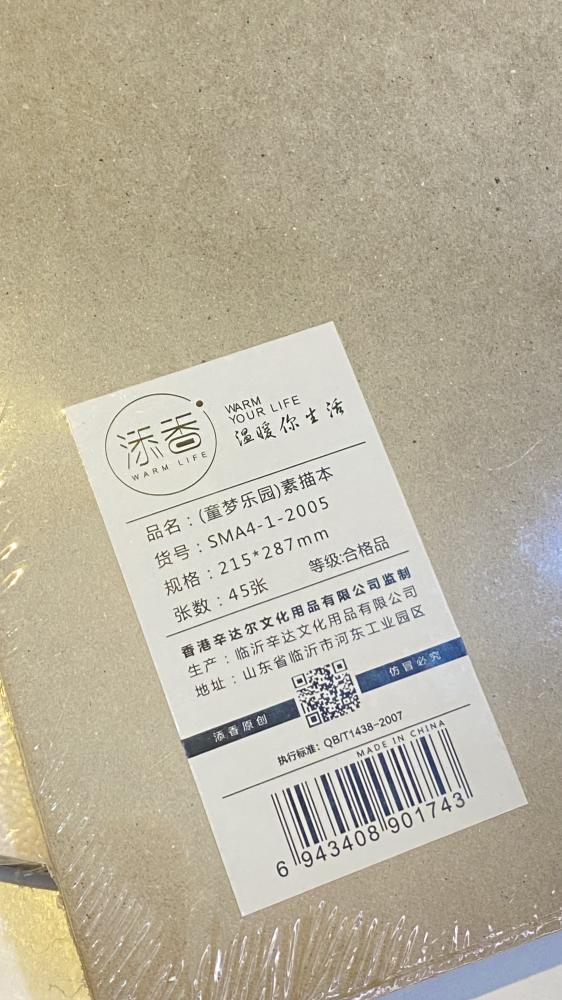 添香
WARM LIFE
WARM
YOUR LIFE
温暖你生活
品名：(童梦乐园)素描本
货号：SMA4-1-2005
规格：215*287mm
张数：45张 等级:合格品
香港辛达尔文化用品有限公司监制
生产：临沂辛达文化用品有限公司
地址：山东省临沂市河东工业园区
添香原创
仿冒必究
执行标准：QB/T1438-2007
MADE IN CHINA
6 943408 901743